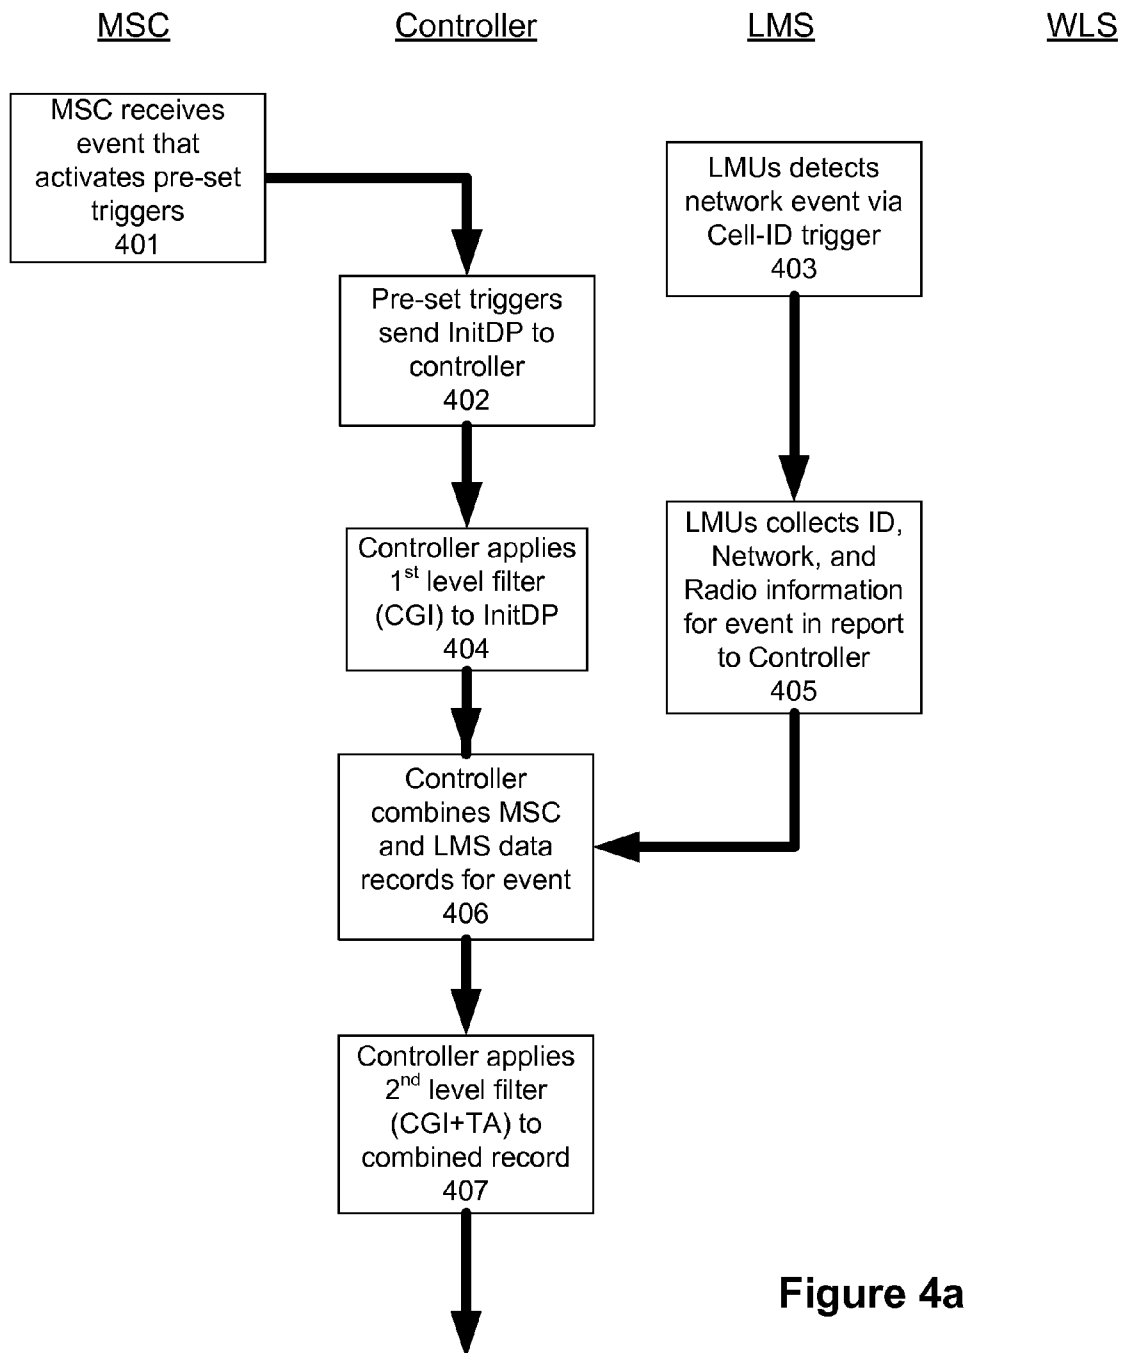 MSC Controller LMS WLS
MSC receives
event that
activates pre-set
triggers
401
LMUs detects
network event via
Cell-ID trigger
403
Pre-set triggers
send InitDP to
controller
402
Controller applies
1st level filter
(CGI) to InitDP
404
LMUs collects ID,
Network, and
Radio information
for event in report
to Controller
405
Controller
combines MSC
and LMS data
records for event
406
Controller applies
2nd level filter
(CGI+TA) to
combined record
407
Figure 4a